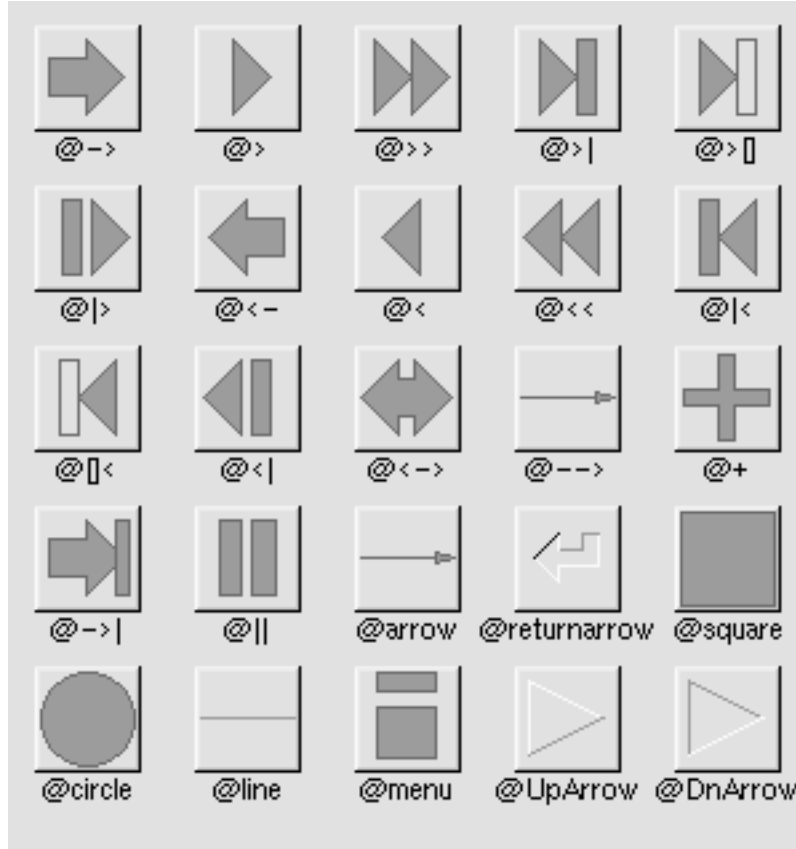 @-> @> @>> @>| @>[]
@|> @<- @< @<< @|<
@[]< @<| @<-> @--> @+
@->| @|| @arrow @returnarrow @square
@circle @line @menu @UpArrow @DnArrow